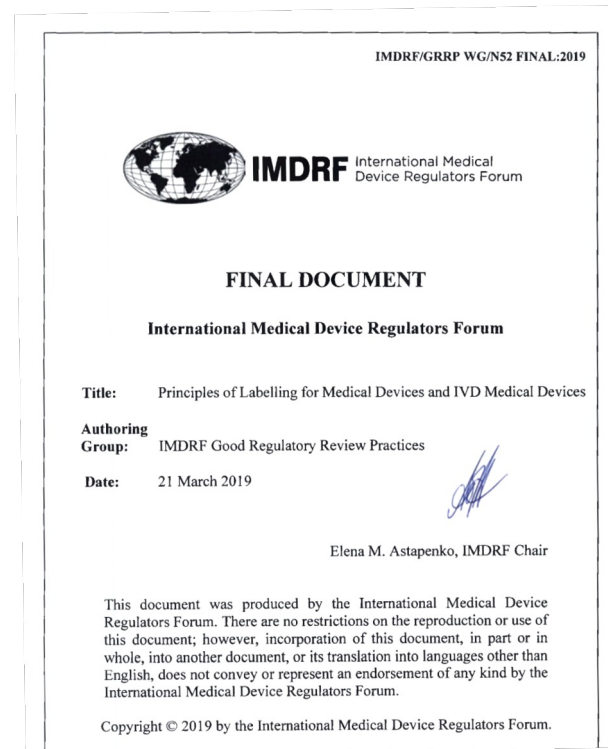 IMDRF/GRRP WG/N52 FINAL:2019
IMDRF International Medical
Device Regulators Forum
FINAL DOCUMENT
International Medical Device Regulators Forum
Title: Principles of Labelling for Medical Devices and IVD Medical Devices
Authoring
Group: IMDRF Good Regulatory Review Practices
Date: 21 March 2019
Elena M. Astapenko, IMDRF Chair
This document was produced by the International Medical Device
Regulators Forum. There are no restrictions on the reproduction or use of
this document; however, incorporation of this document, in part or in
whole, into another document, or its translation into languages other than
English, does not convey or represent an endorsement of any kind by the
International Medical Device Regulators Forum.
Copyright © 2019 by the International Medical Device Regulators Forum.